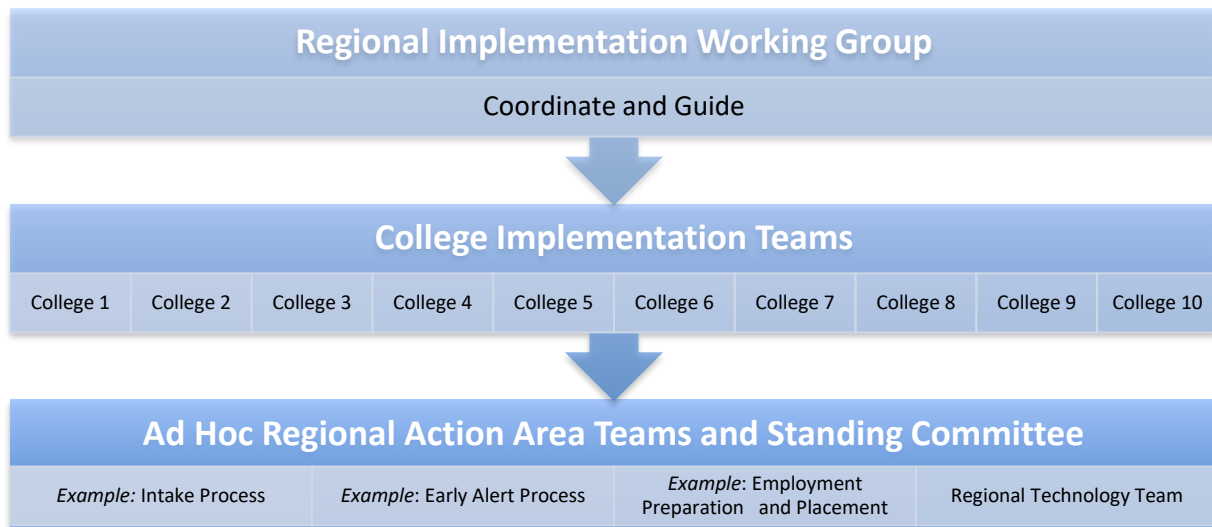 Regional Implementation Working Group
Coordinate and Guide
College Implementation Teams
College 1 College 2 College 3 College 4 College 5 College 6 College 7 College 8 College 9 College 10
Ad Hoc Regional Action Area Teams and Standing Committee
Example: Intake Process
Example: Early Alert Process
Example: Employment
Preparation and Placement
Regional Technology Team